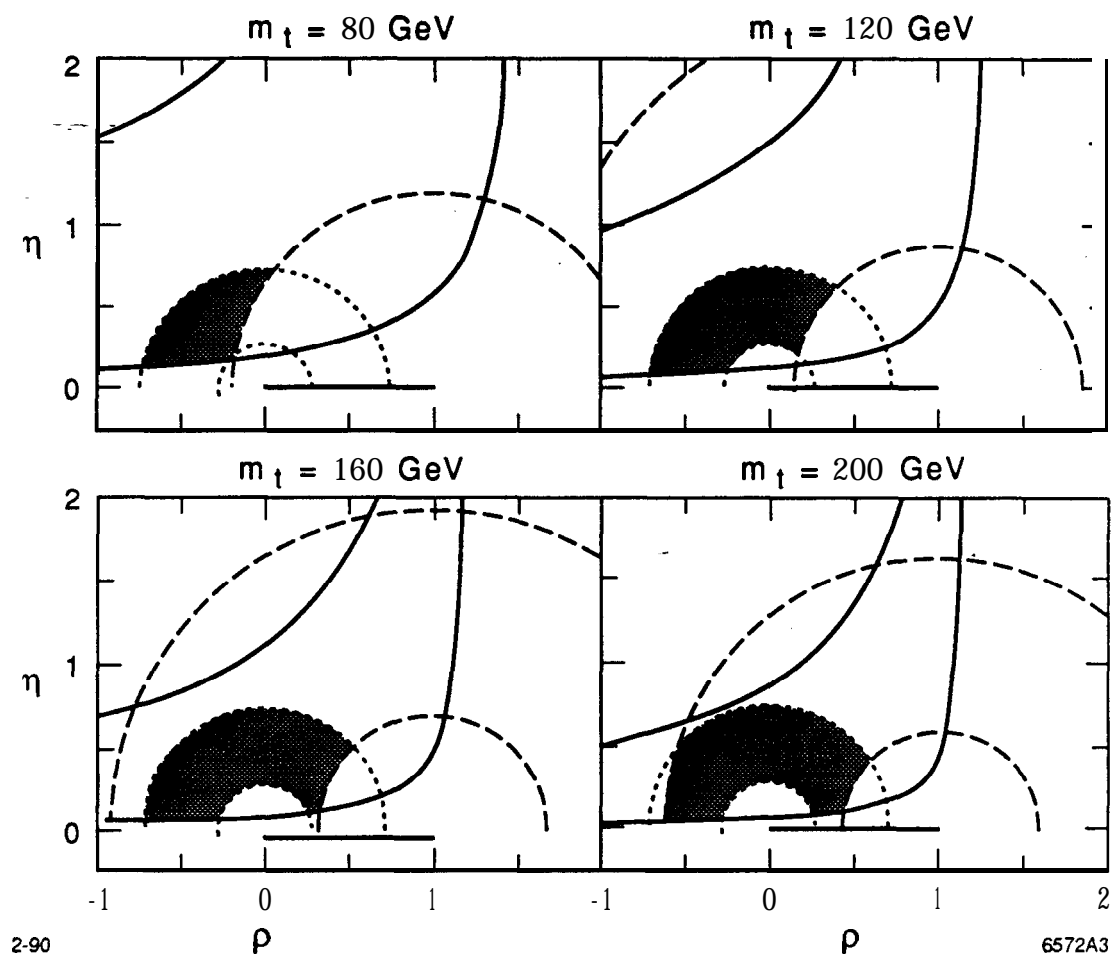 m t = 80 GeV
m t = 120 GeV
2
η
1
0
m t = 160 GeV
m t = 200 GeV
2
η
1
0
-1 0 1 -1 0 1 2
ρ ρ
2-90
6572A3